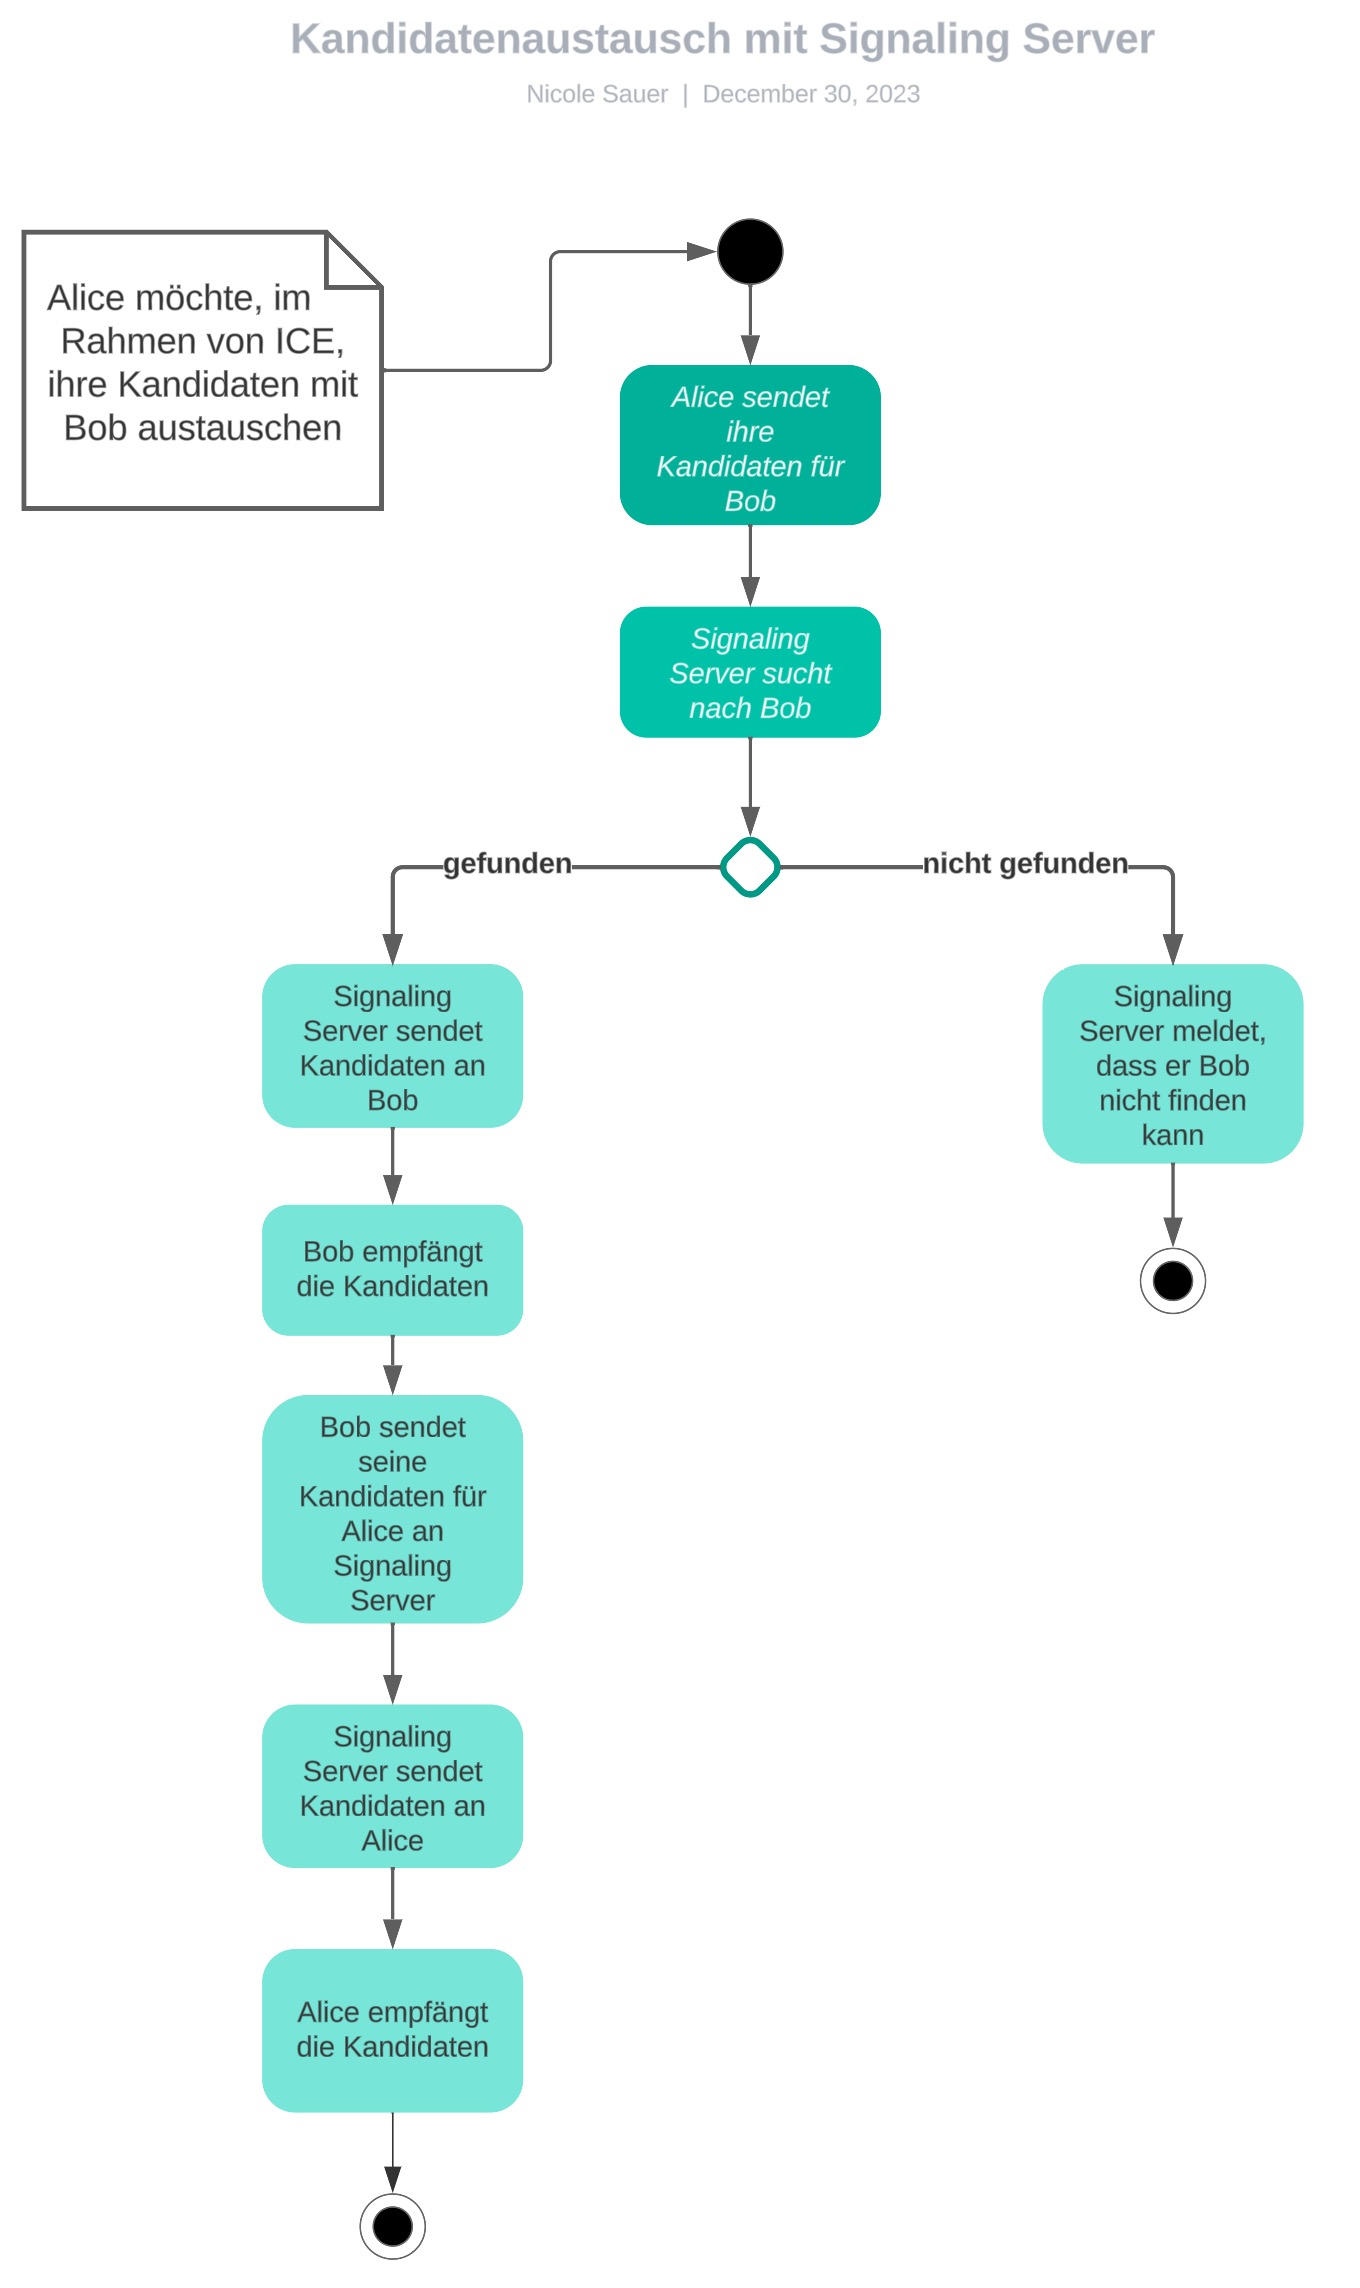 Kandidatenaustausch mit Signaling Server
Nicole Sauer | December 30, 2023
Alice möchte, im
Rahmen von ICE,
ihre Kandidaten mit
Bob austauschen
Alice sendet
ihre
Kandidaten für
Bob
Signaling
Server sucht
nach Bob
gefunden
nicht gefunden
Signaling
Server sendet
Kandidaten an
Bob
Signaling
Server meldet,
dass er Bob
nicht finden
kann
Bob empfängt
die Kandidaten
Bob sendet
seine
Kandidaten für
Alice an
Signaling
Server
Signaling
Server sendet
Kandidaten an
Alice
Alice empfängt
die Kandidaten